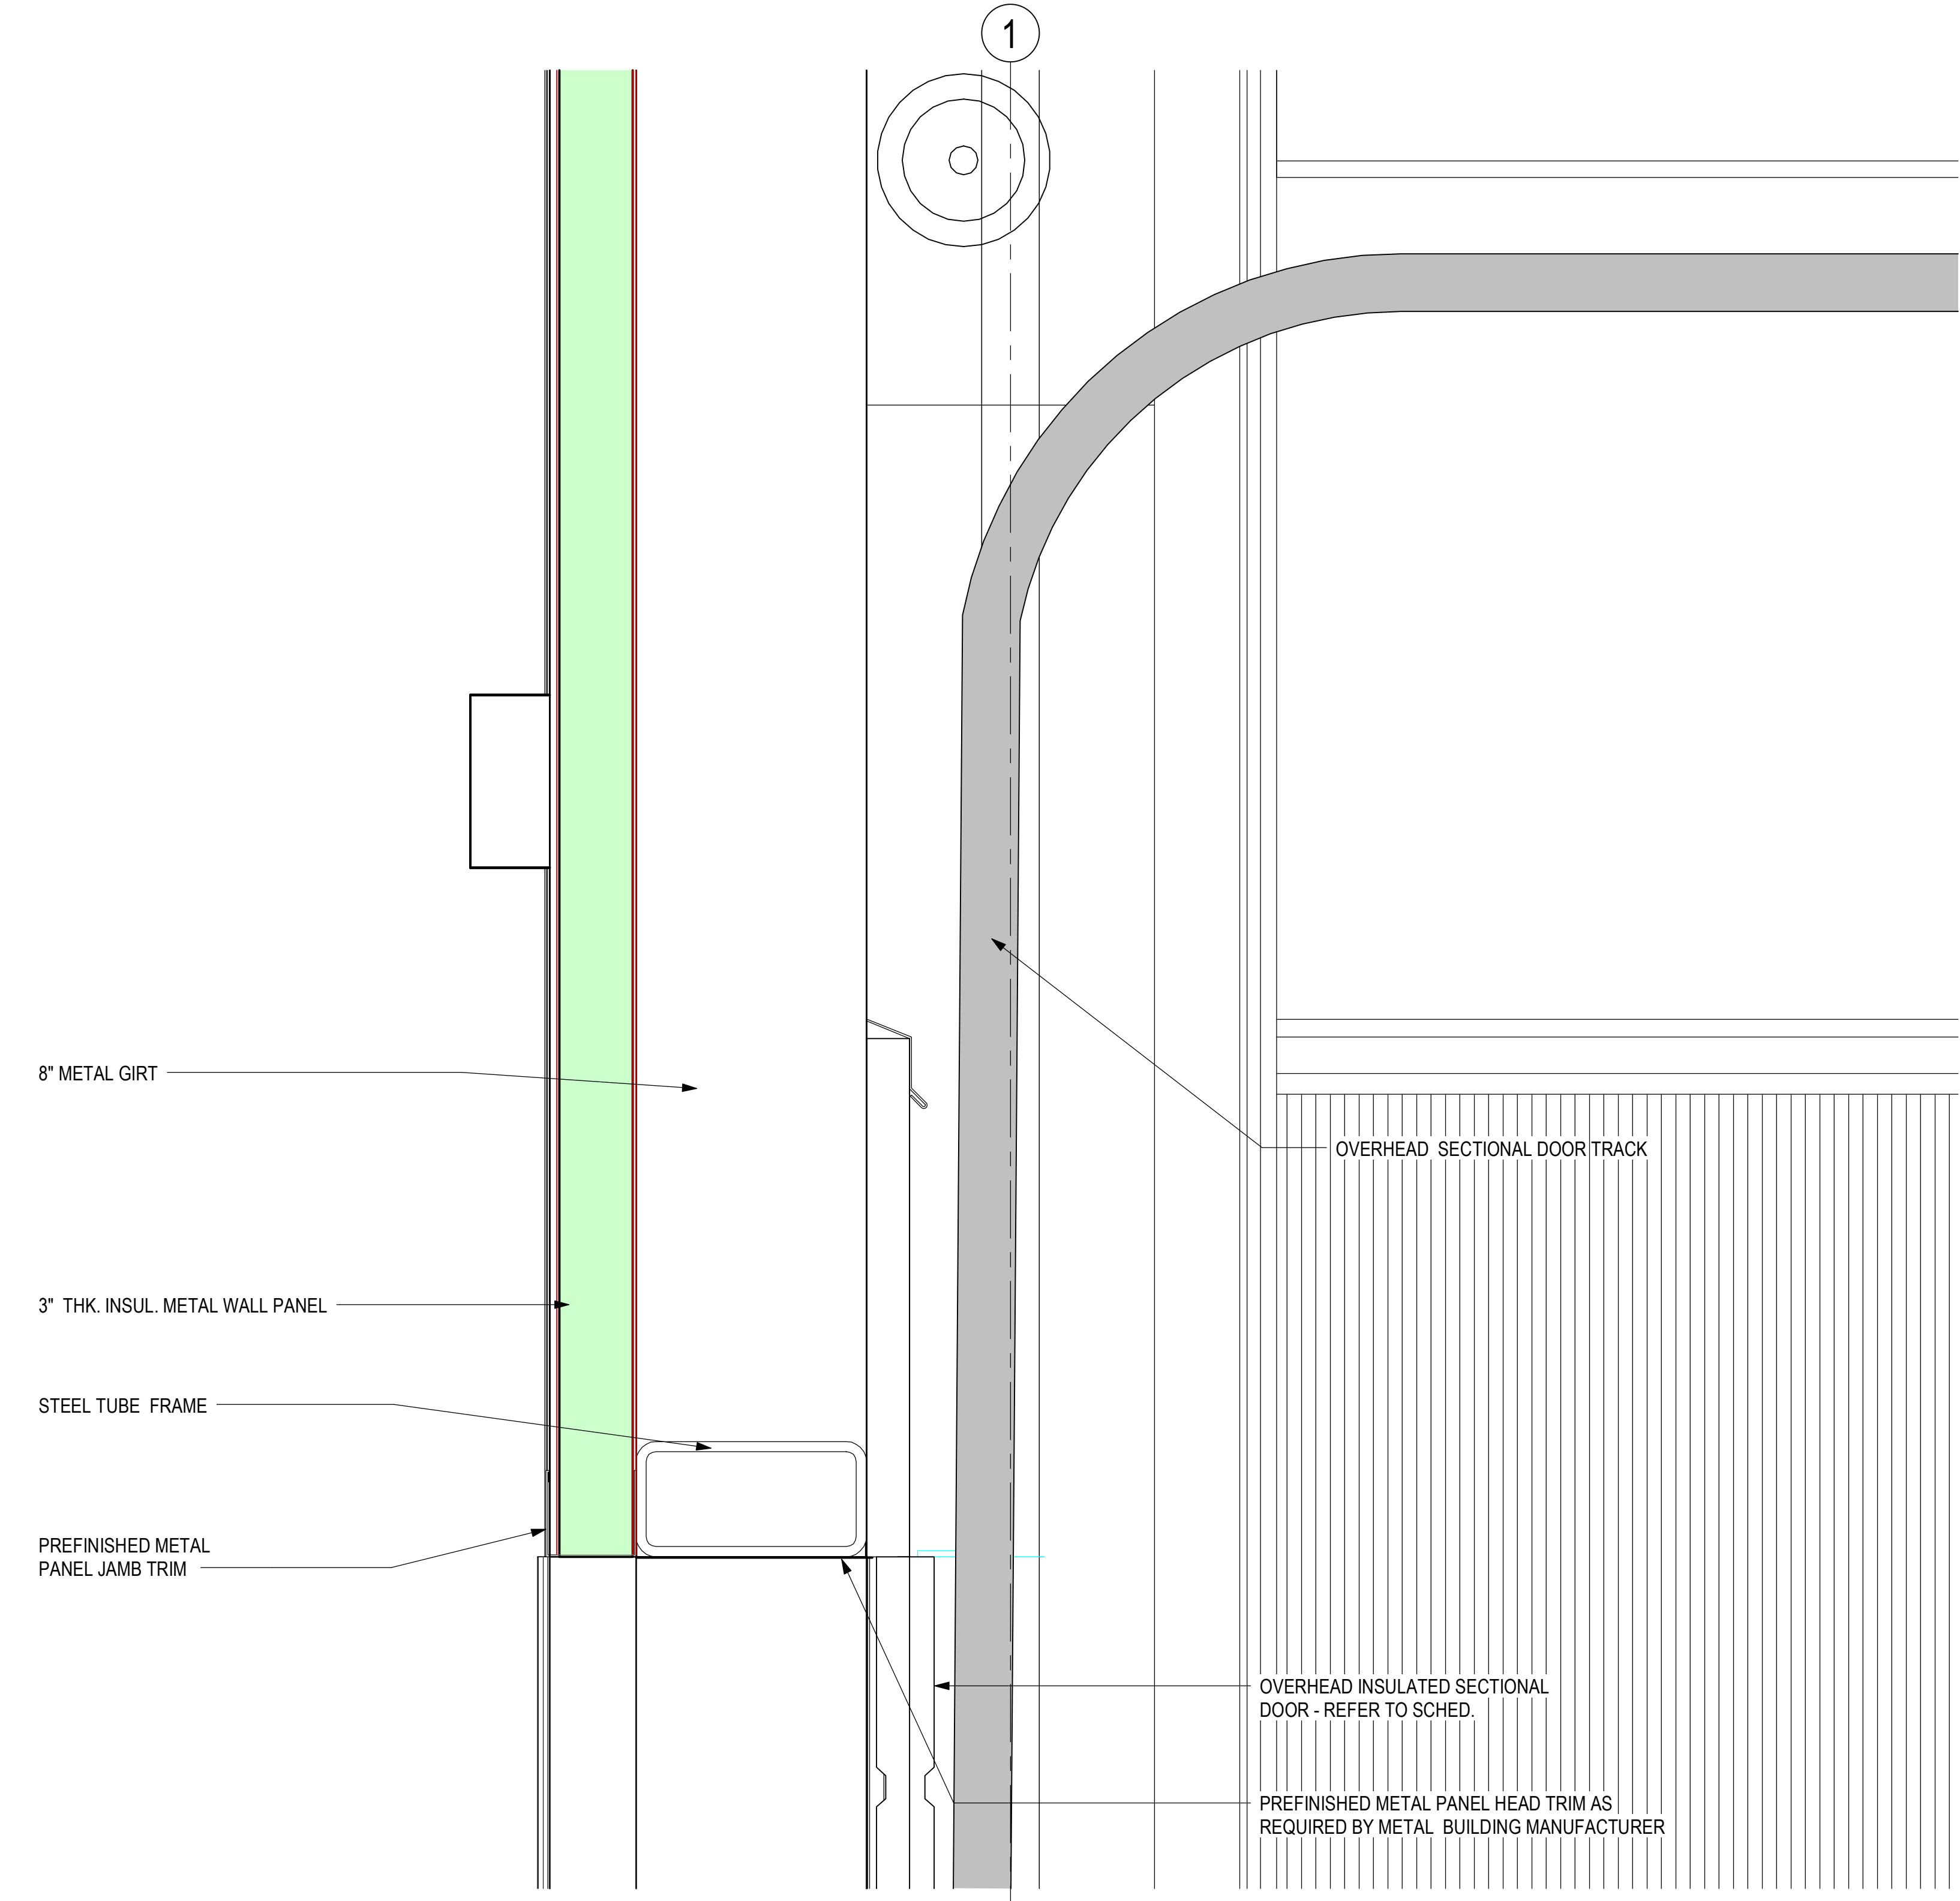 1
8" METAL GIRT
OVERHEAD SECTIONAL DOOR TRACK
3" THK. INSUL. METAL WALL PANEL
STEEL TUBE FRAME
PREFINISHED METAL
PANEL JAMB TRIM
OVERHEAD INSULATED SECTIONAL
DOOR - REFER TO SCHED.
PREFINISHED METAL PANEL HEAD TRIM AS
REQUIRED BY METAL BUILDING MANUFACTURER